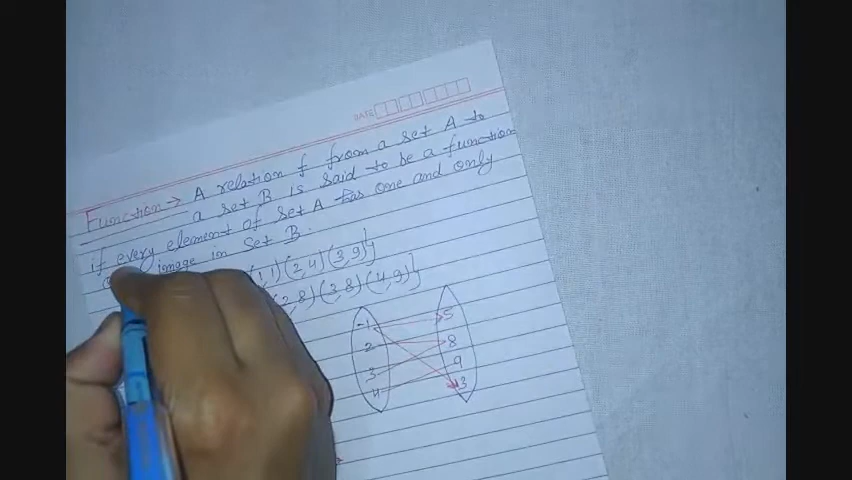 DATE
Function → A relation f from a set A to
a set B is said to be a function
if every element of set A has one and only
image in set B.
1,1) (2,4) (3,9)}
(2,8) (3,8) (4,9)}
1 5
2 8
3 9
4 13